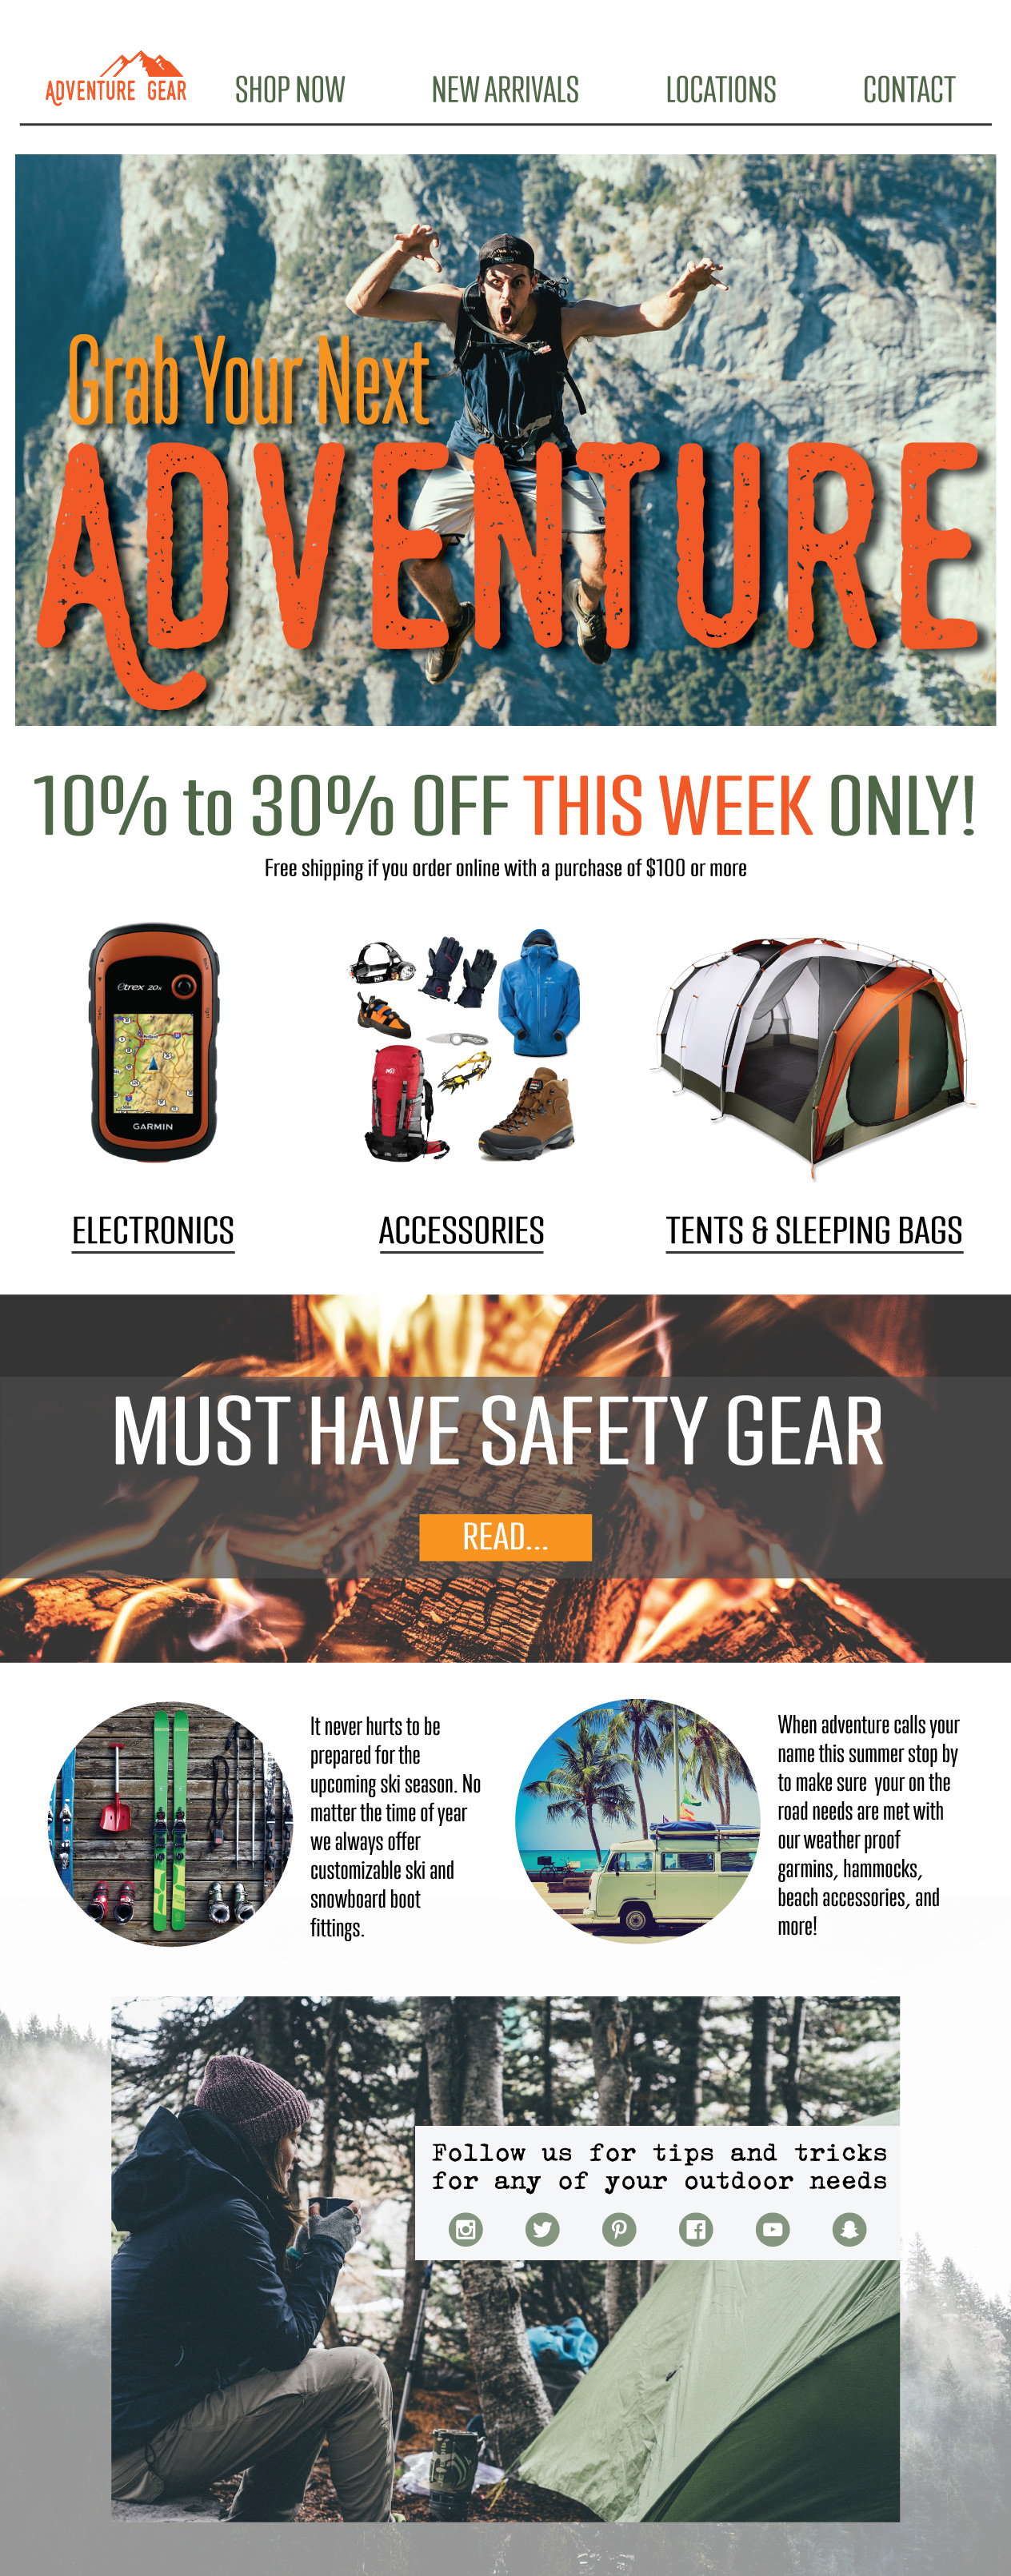 ADVENTURE GEAR
SHOP NOW
NEW ARRIVALS
LOCATIONS
CONTACT
Grab Your Next
ADVENTURE
10% to 30% OFF THIS WEEK ONLY!
Free shipping if you order online with a purchase of $100 or more
etrex 20x
GARMIN
ELECTRONICS
ACCESSORIES
TENTS & SLEEPING BAGS
MUST HAVE SAFETY GEAR
READ...
It never hurts to be
prepared for the
upcoming ski season. No
matter the time of year
we always offer
customizable ski and
snowboard boot
fittings.
When adventure calls your
name this summer stop by
to make sure  your on the
road needs are met with
our weather proof
garmins, hammocks,
beach accessories, and
more!
Follow us for tips and tricks
for any of your outdoor needs